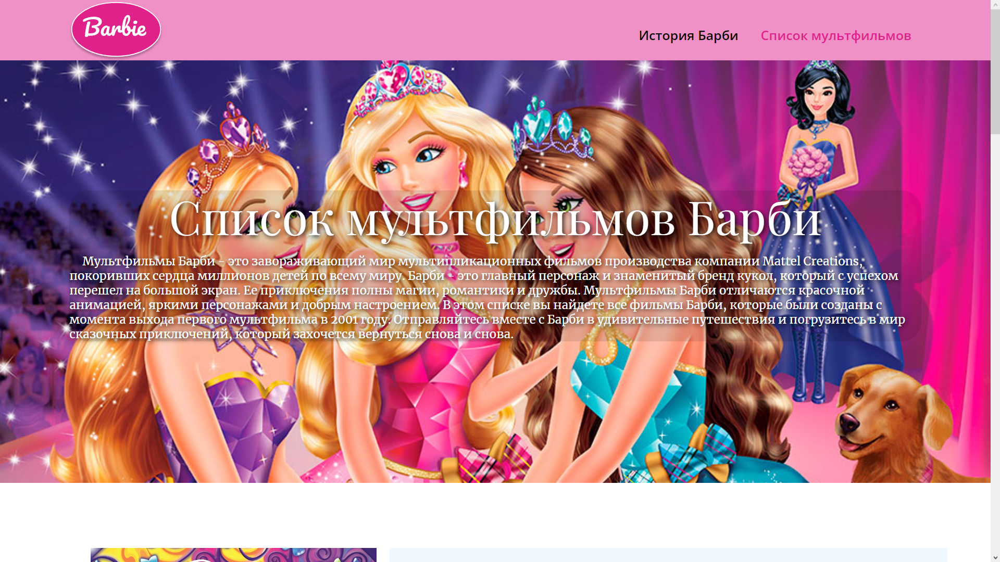 Barbie
История Барби
Список мультфильмов
Список мультфильмов Барби
Мультфильмы Барби - это завораживающий мир мультипликационных фильмов производства компании Mattel Creations,
покоривших сердца миллионов детей по всему миру. Барби - это главный персонаж и знаменитый бренд кукол, который с успехом
перешел на большой экран. Ее приключения полны магии, романтики и дружбы. Мультфильмы Барби отличаются красочной
анимацией, яркими персонажами и добрым настроением. В этом списке вы найдете все фильмы Барби, которые были созданы с
момента выхода первого мультфильма в 2001 году. Отправляйтесь вместе с Барби в удивительные путешествия и погрузитесь в мир
сказочных приключений, который захочется вернуться снова и снова.